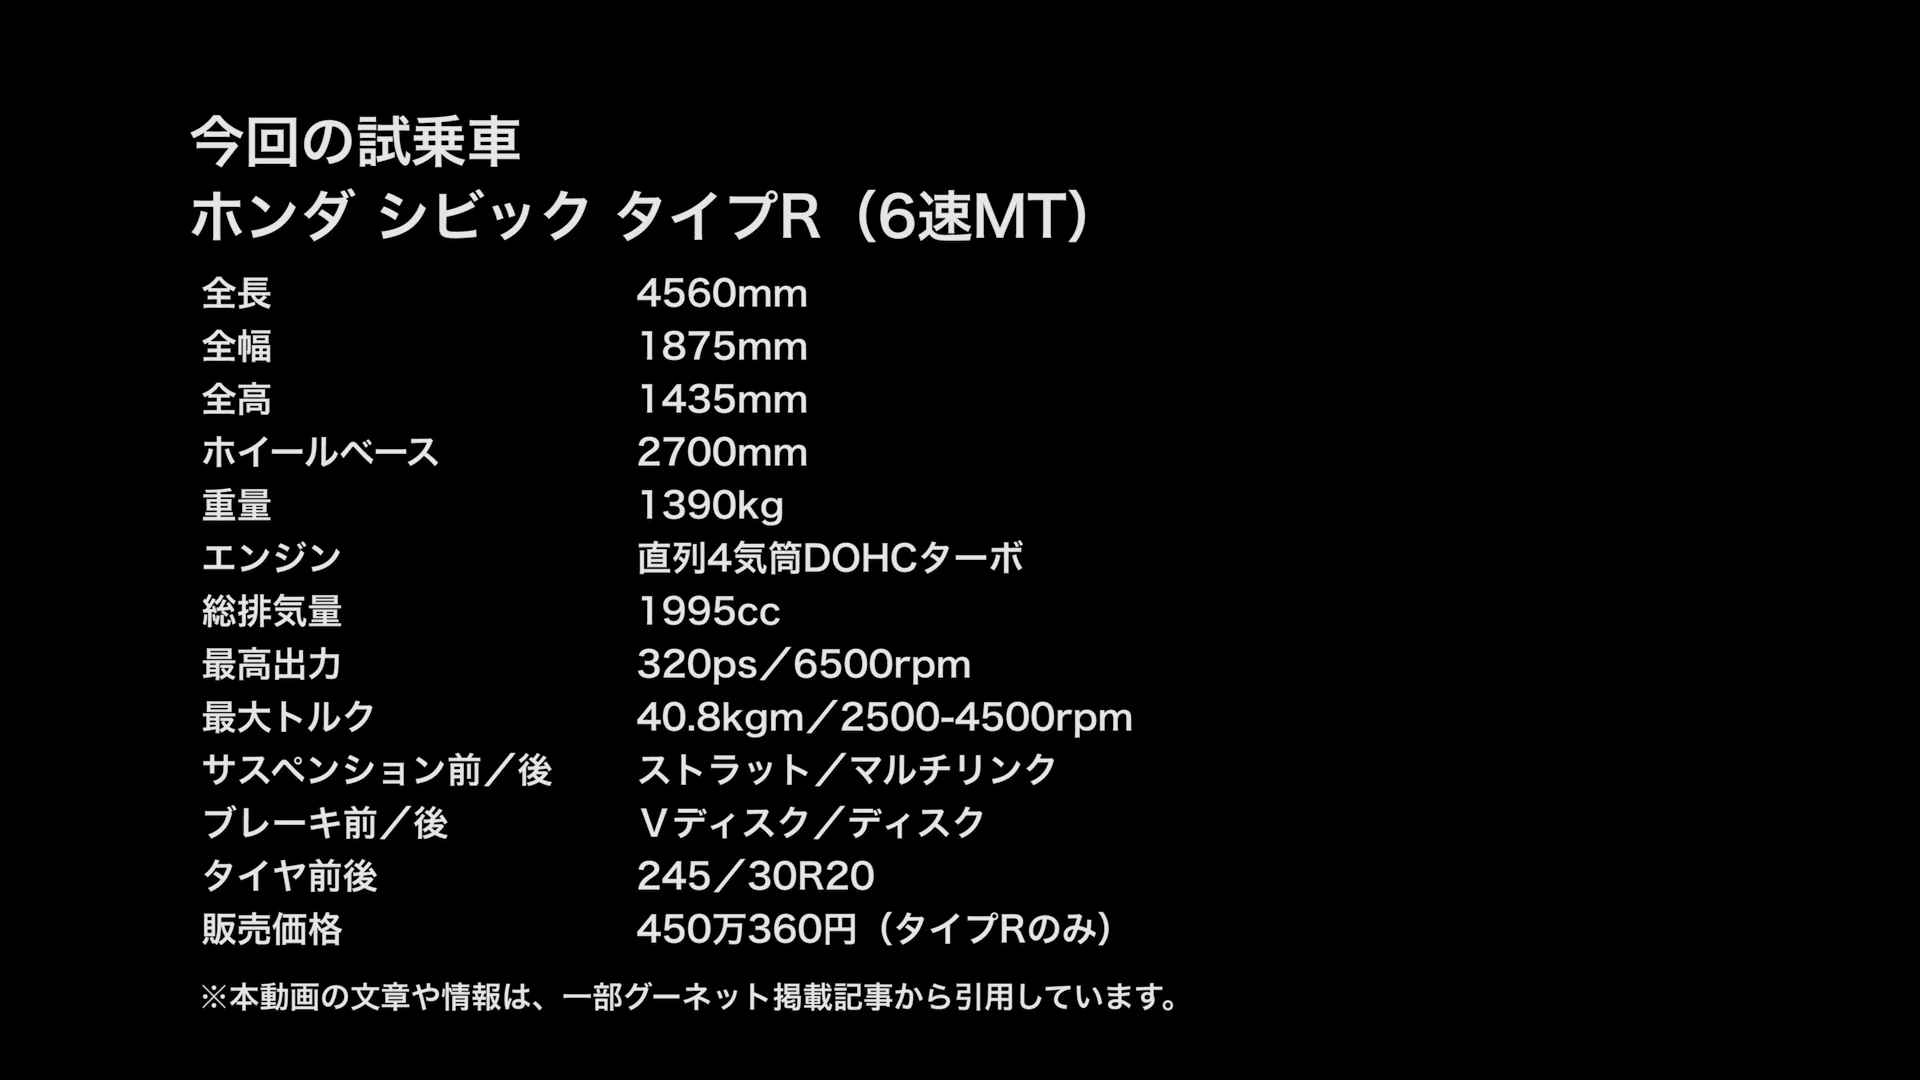 今回の試乗車
ホンダ シビック タイプR（6速MT）
全長 4560mm
全幅 1875mm
全高 1435mm
ホイールベース 2700mm
重量 1390kg
エンジン 直列4気筒DOHCターボ
総排気量 1995cc
最高出力 320ps／6500rpm
最大トルク 40.8kgm／2500-4500rpm
サスペンション前／後 ストラット／マルチリンク
ブレーキ前／後 Vディスク／ディスク
タイヤ前後 245／30R20
販売価格 450万360円（タイプRのみ）
※本動画の文章や情報は、一部グーネット掲載記事から引用しています。